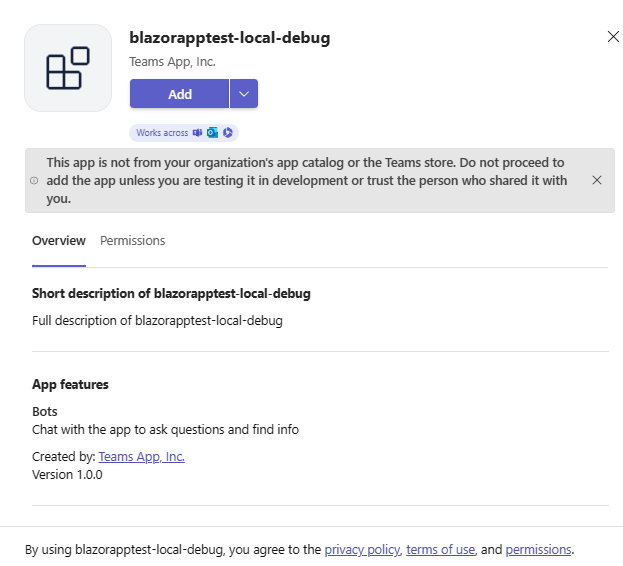 blazorapptest-local-debug
Teams App, Inc.
Add
Works across
This app is not from your organization's app catalog or the Teams store. Do not proceed to
add the app unless you are testing it in development or trust the person who shared it with
you.
Overview Permissions
Short description of blazorapptest-local-debug
Full description of blazorapptest-local-debug
App features
Bots
Chat with the app to ask questions and find info
Created by: Teams App, Inc.
Version 1.0.0
By using blazorapptest-local-debug, you agree to the privacy policy, terms of use, and permissions.